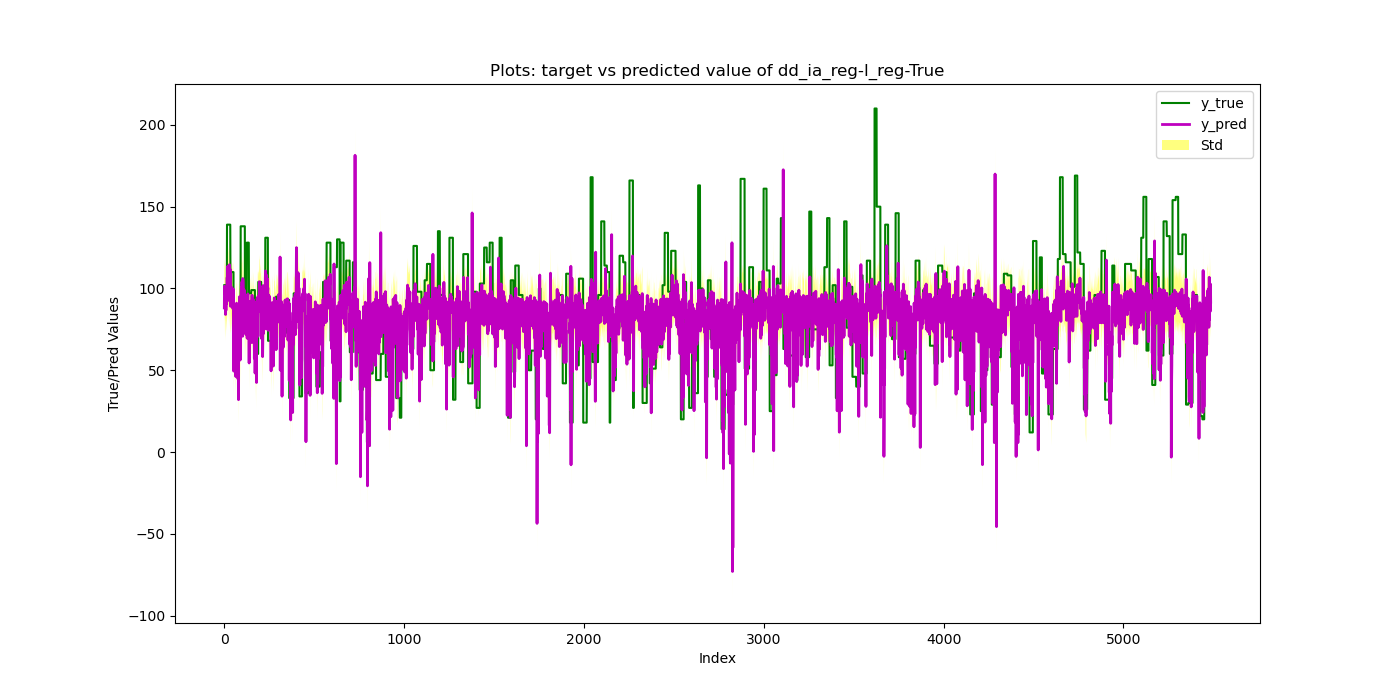 Plots: target vs predicted value of dd_ia_reg-l_reg-True
y_true
y_pred
Std
True/Pred Values
200
150
100
50
0
−50
−100
0 1000 2000 3000 4000 5000
Index